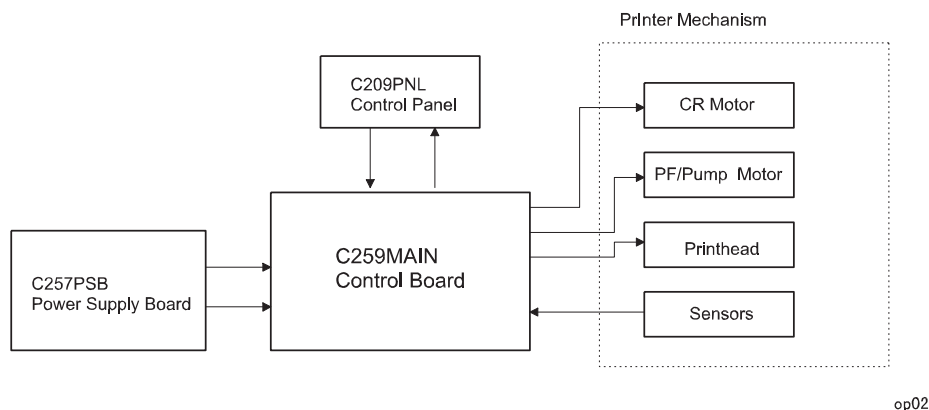 Printer Mechanism
C209PNL
Control Panel
CR Motor
PF/Pump Motor
C259MAIN
Control Board
Printhead
C257PSB
Power Supply Board
Sensors
op02